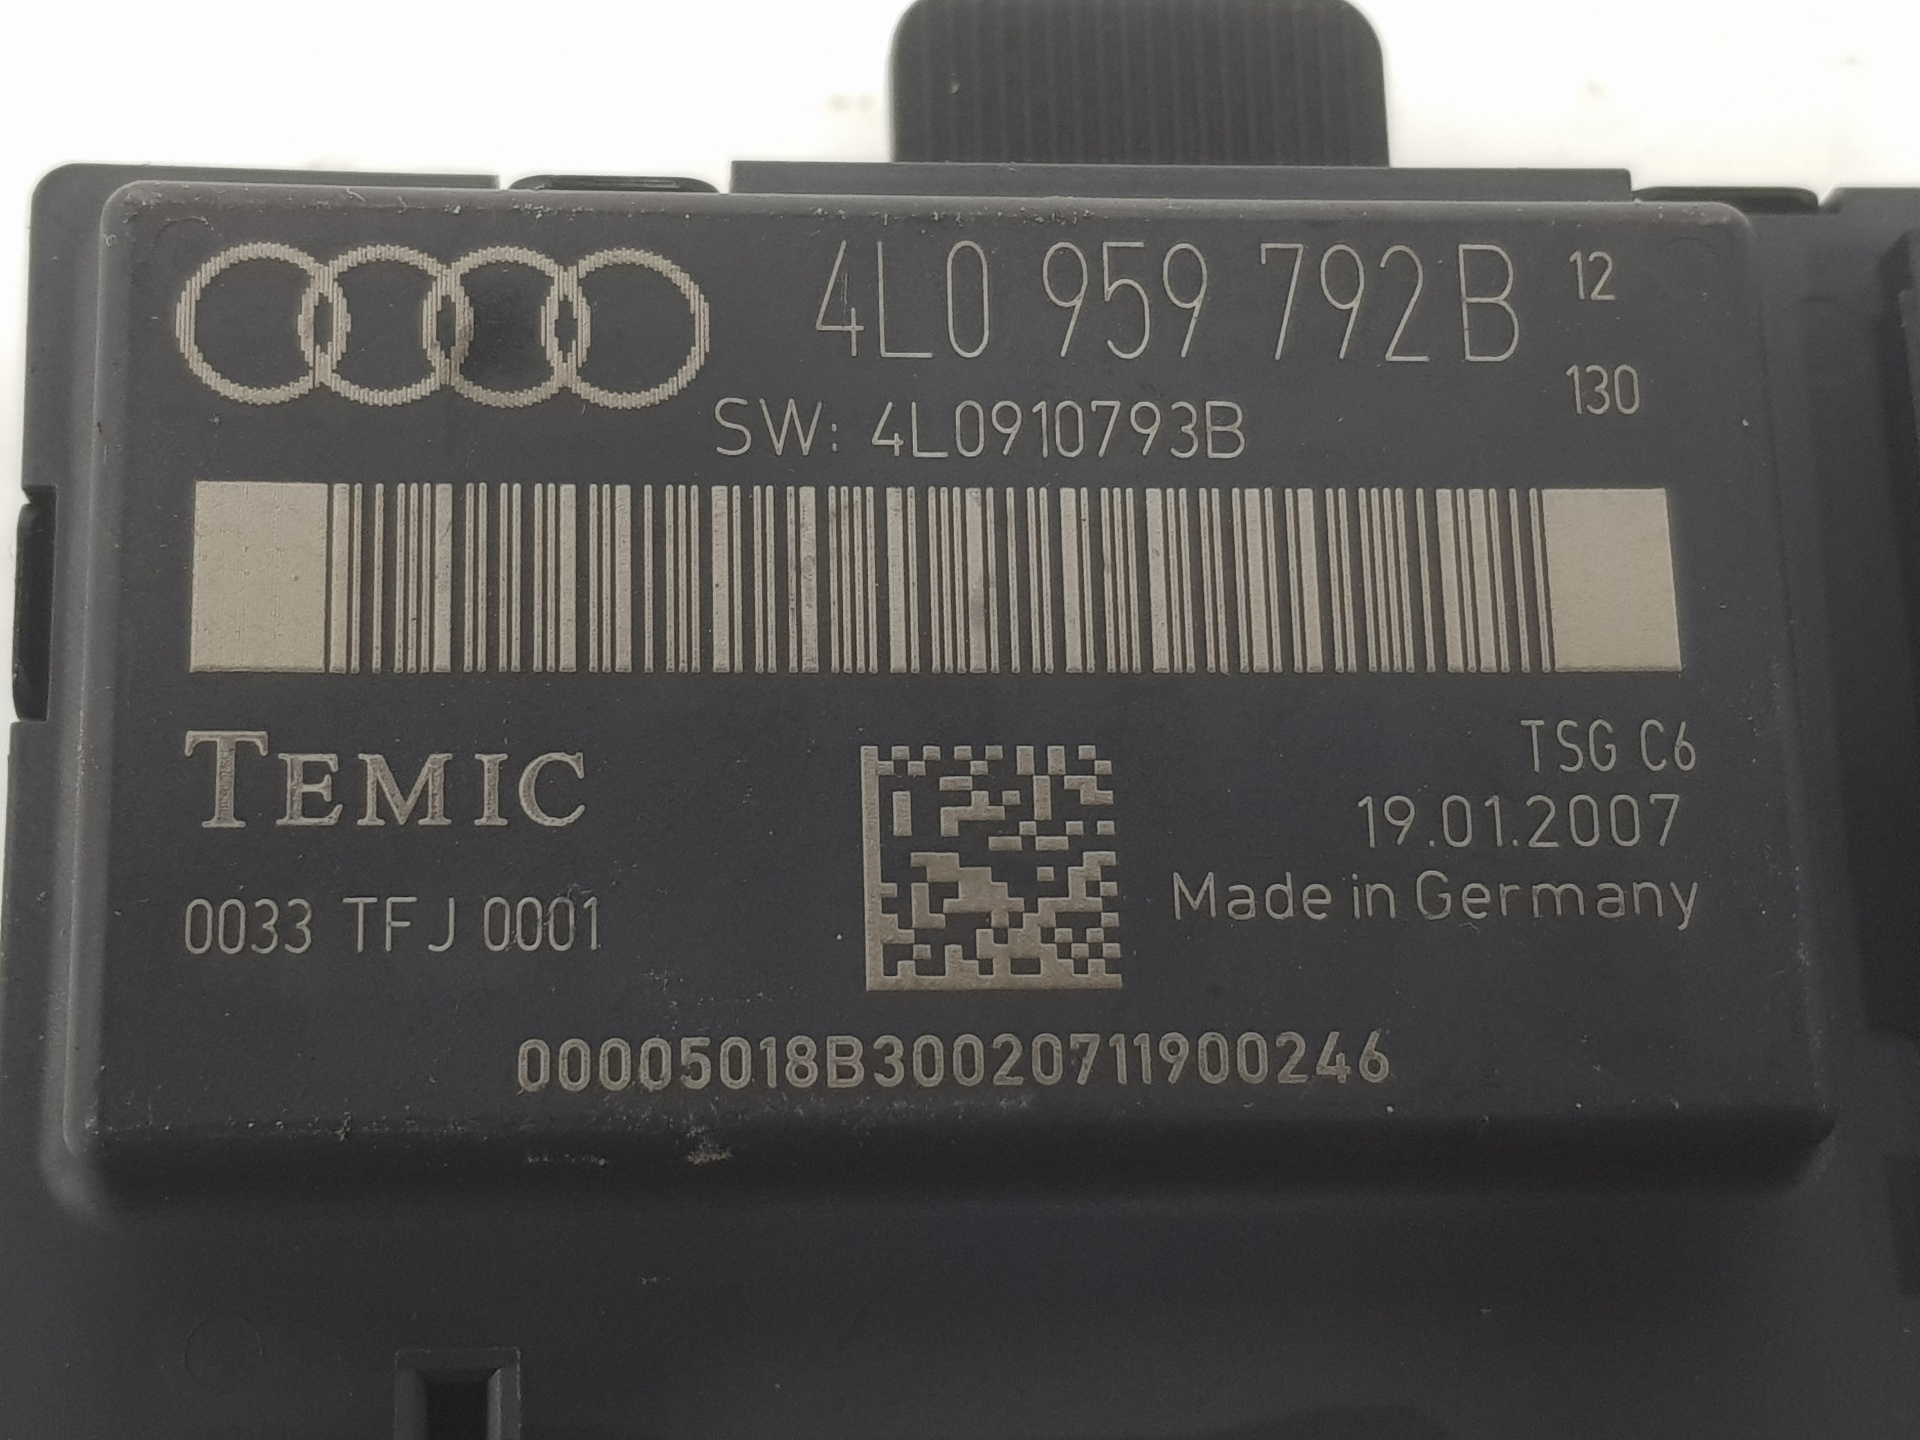 4L0 959 792B 12
130
SW: 4L0910793B
TEMIC
TSG C6
19.01.2007
Made in Germany
0033 TFJ 0001
00005018B30020711900246